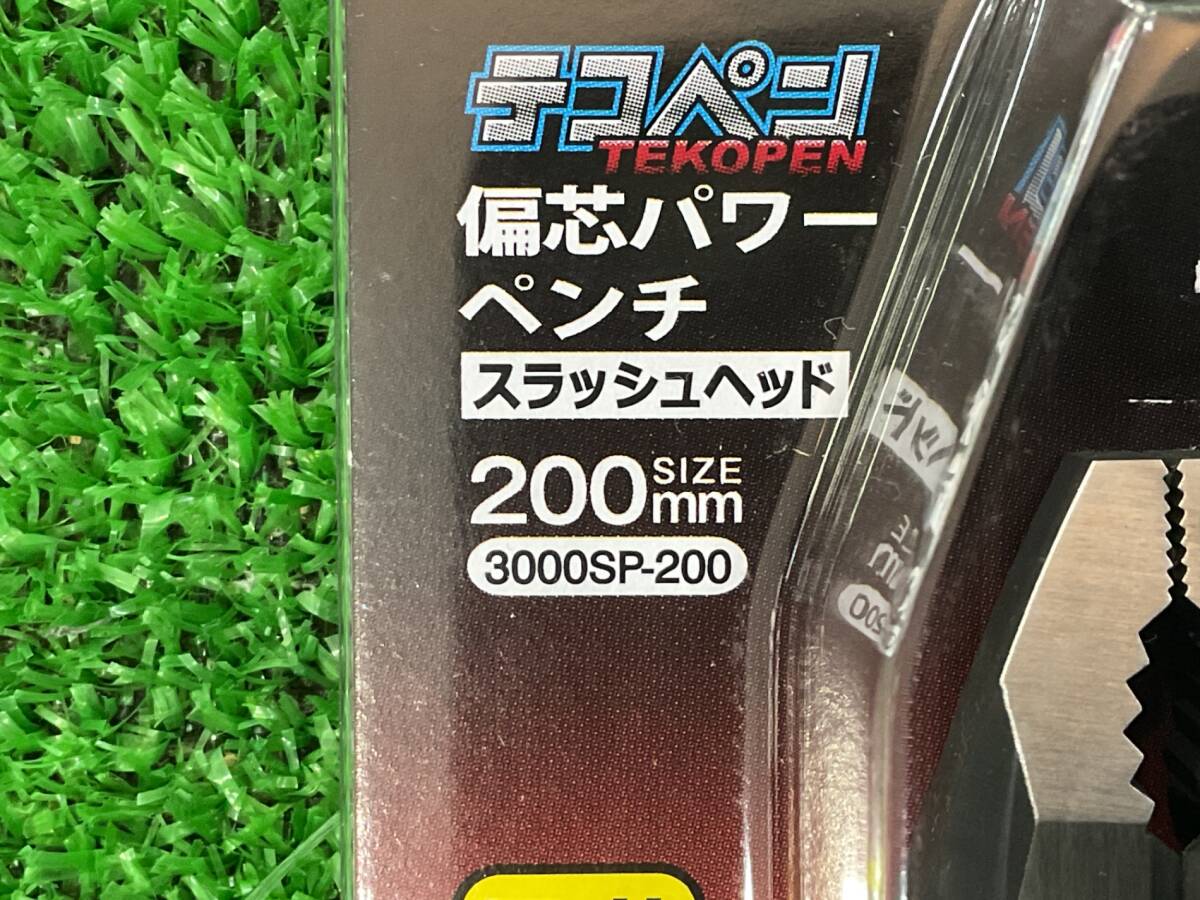 テコペン
TEKOPEN
偏芯パワー
ペンチ
スラッシュヘッド
200 SIZE mm
3000SP-200